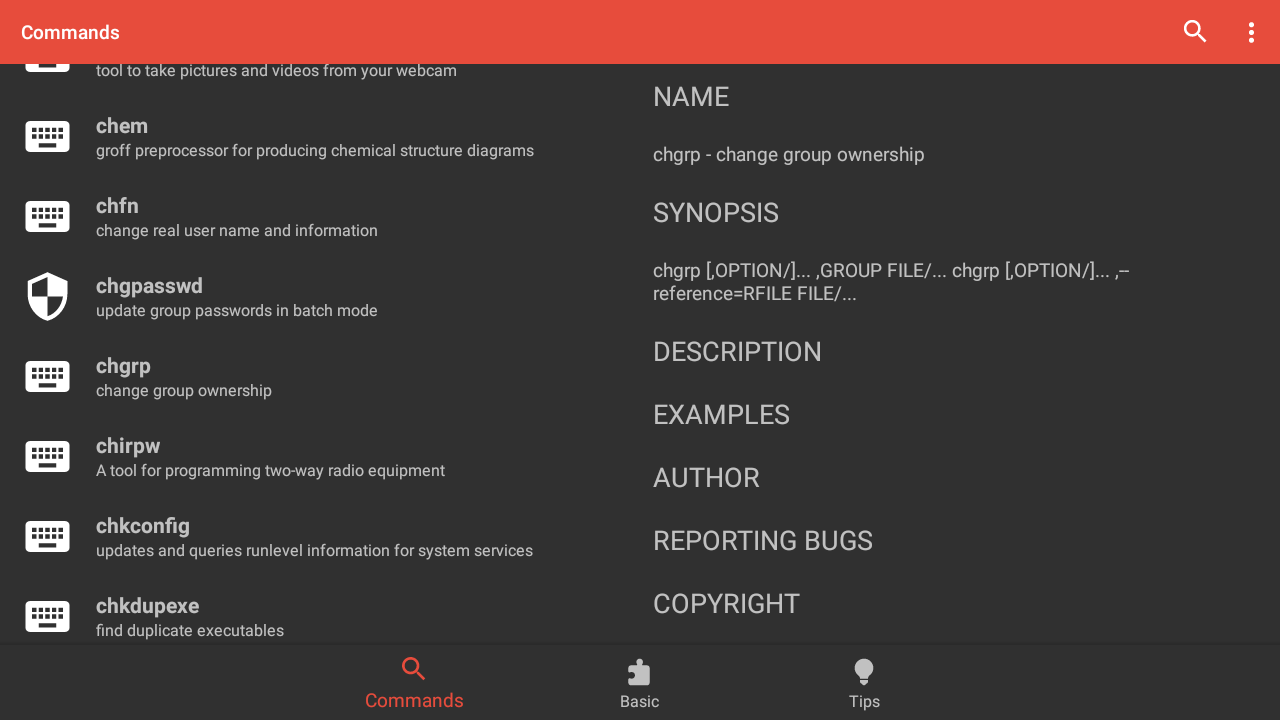 Commands
tool to take pictures and videos from your webcam
chem
groff preprocessor for producing chemical structure diagrams
chfn
change real user name and information
chgpasswd
update group passwords in batch mode
chgrp
change group ownership
chirpw
A tool for programming two-way radio equipment
chkconfig
updates and queries runlevel information for system services
chkdupexe
find duplicate executables
NAME
chgrp - change group ownership
SYNOPSIS
chgrp [,OPTION/]... ,GROUP FILE/... chgrp [,OPTION/]... ,--
reference=RFILE FILE/...
DESCRIPTION
EXAMPLES
AUTHOR
REPORTING BUGS
COPYRIGHT
Commands
Basic
Tips